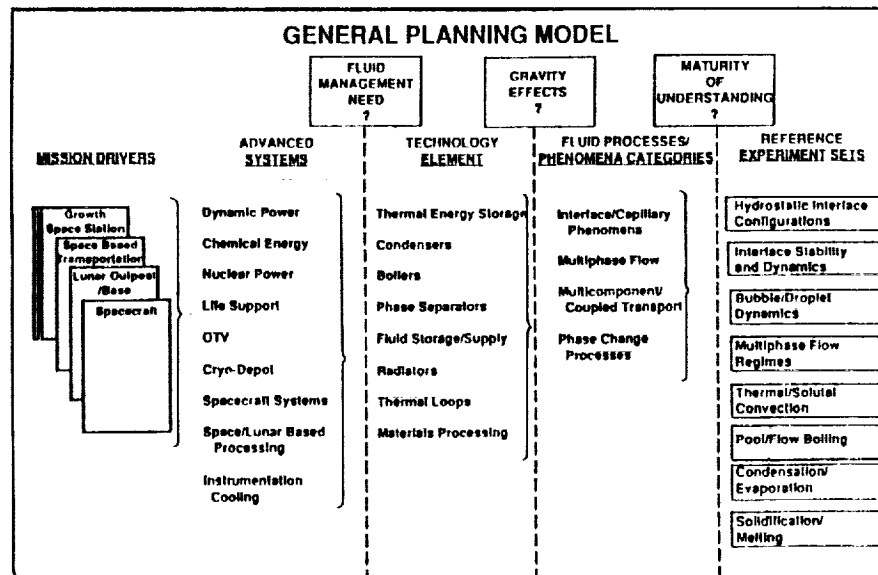 GENERAL PLANNING MODEL
FLUID
MANAGEMENT
NEED
?
GRAVITY
EFFECTS
?
MATURITY
OF
UNDERSTANDING
?
MISSION DRIVERS
Growth
Space Station
Space Based
Transportation
Lunar Outpost
/Base
Spacecraft
ADVANCED
SYSTEMS
Dynamic Power
Chemical Energy
Nuclear Power
Life Support
OTV
Cryo-Depot
Spacecraft Systems
Space/Lunar Based
Processing
Instrumentation
Cooling
TECHNOLOGY
ELEMENT
Thermal Energy Storage
Condensers
Boilers
Phase Separators
Fluid Storage/Supply
Radiators
Thermal Loops
Materials Processing
FLUID PROCESSES/
PHENOMENA CATEGORIES
Interface/Capillary
Phenomens
Multiphase Flow
Multicomponent/
Coupled Transport
Phase Change
Processes
REFERENCE
EXPERIMENT SETS
Hydrostatic Interface
Configurations
Interface Stability
and Dynamics
Bubble/Droplet
Dynamics
Multiphase Flow
Regimes
Thermal/Solutal
Convection
Pool/Flow Boiling
Condensation/
Evaporation
Solidification/
Melting